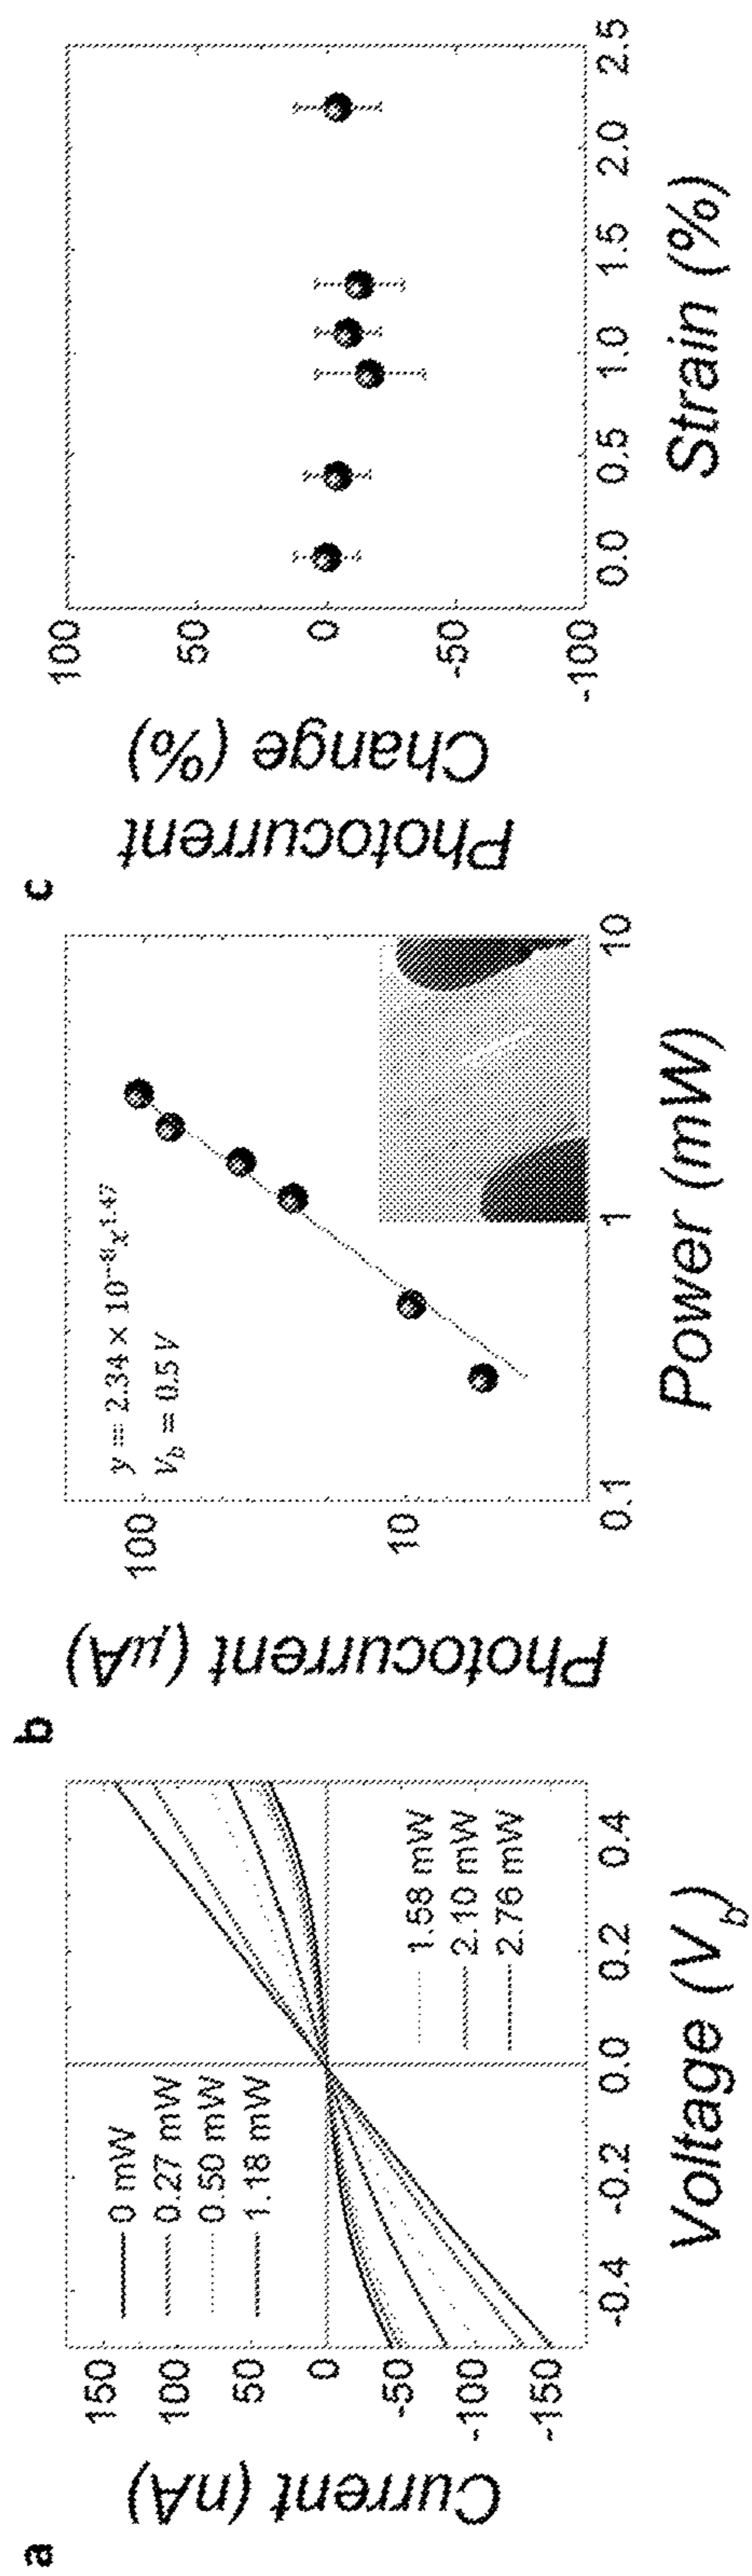 a
Current (nA)
150
100
50
0
-50
-100
-150
0 mW
0.27 mW
0.50 mW
1.18 mW
1.58 mW
2.10 mW
2.76 mW
-0.4 -0.2 0.0 0.2 0.4
Voltage (V_b)
b
Photocurrent (μA)
100
10
y = 2.34 × 10⁻⁸χ¹·⁴⁷
V_b = 0.5 V
0.1 1 10
Power (mW)
c
Photocurrent
Change (%)
100
50
0
-50
-100
0.0 0.5 1.0 1.5 2.0 2.5
Strain (%)